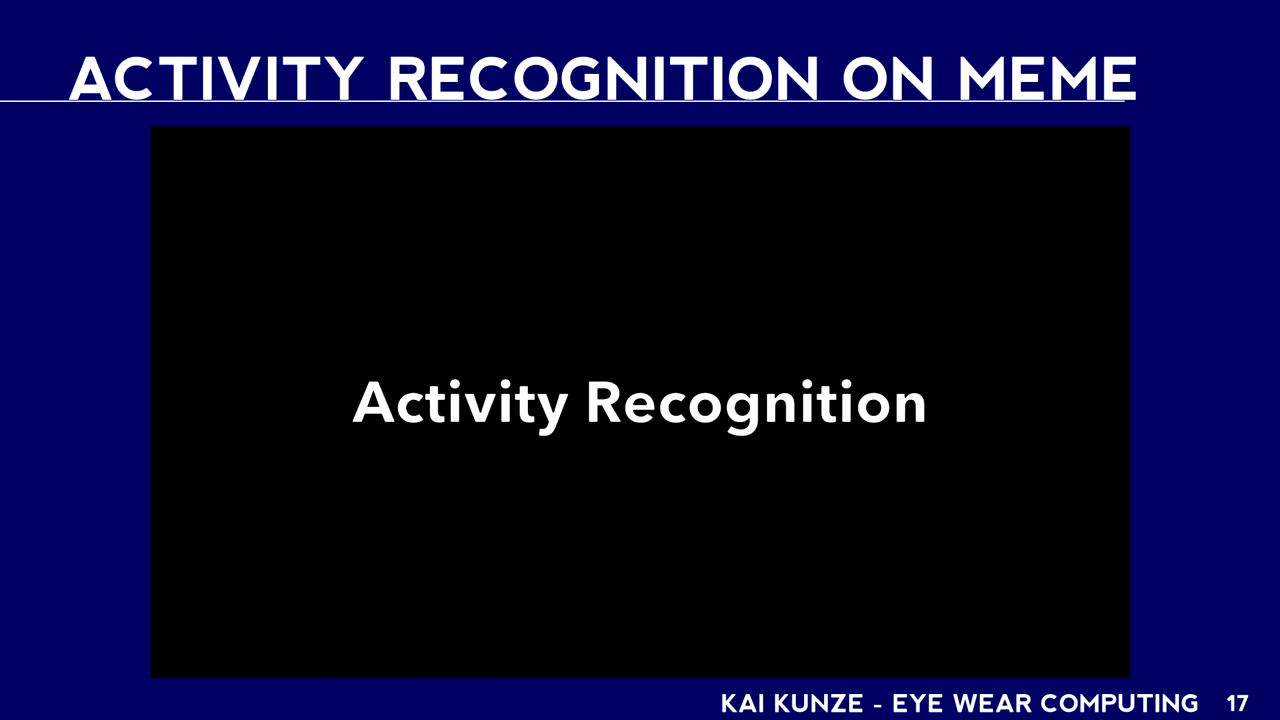 ACTIVITY RECOGNITION ON MEME
Activity Recognition
KAI KUNZE - EYE WEAR COMPUTING 17